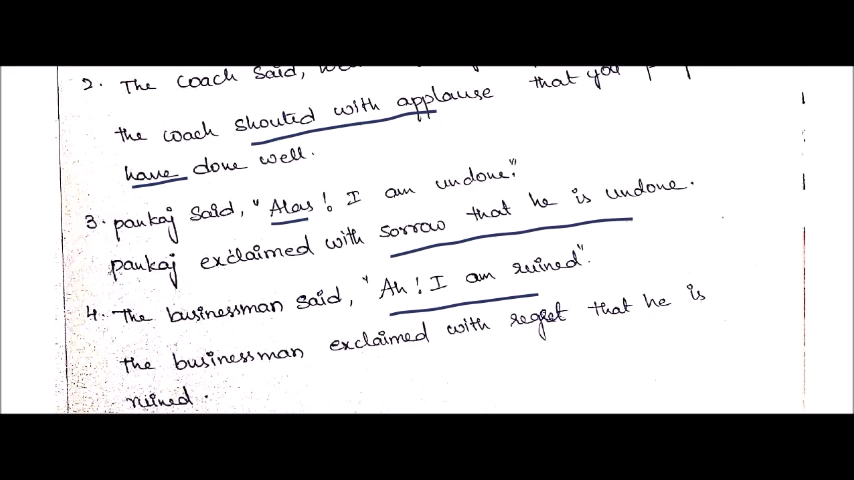 2. The coach said,
the coach shouted with applause that you
have done well.
3. pankaj said, "Alas! I am undone."
pankaj exclaimed with sorrow that he is undone.
4. The businessman said, "Ah! I am ruined".
the businessman exclaimed with regret that he is
ruined.